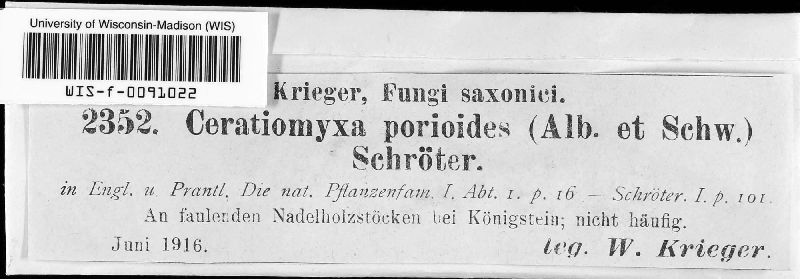 University of Wisconsin-Madison (WIS)
WIS-f-0091022
Krieger, Fungi saxonici.
2352. Ceratiomyxa porioides (Alb. et Schw.)
Schröter.
in Engl. u. Prantl. Die nat. Pflanzenfam. I. Abt. 1. p. 16 — Schröter. I. p. 101.
An faulenden Nadelholzstöcken bei Königstein; nicht häufig.
Juni 1916. leg. W. Krieger.